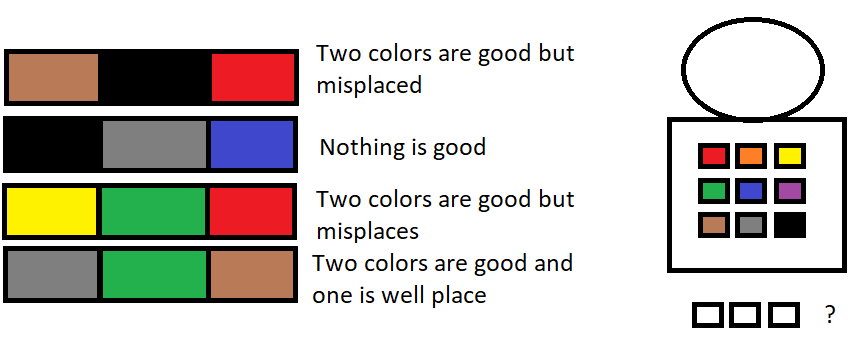 Two colors are good but
misplaced
Nothing is good
Two colors are good but
misplaces
Two colors are good and
one is well place
?